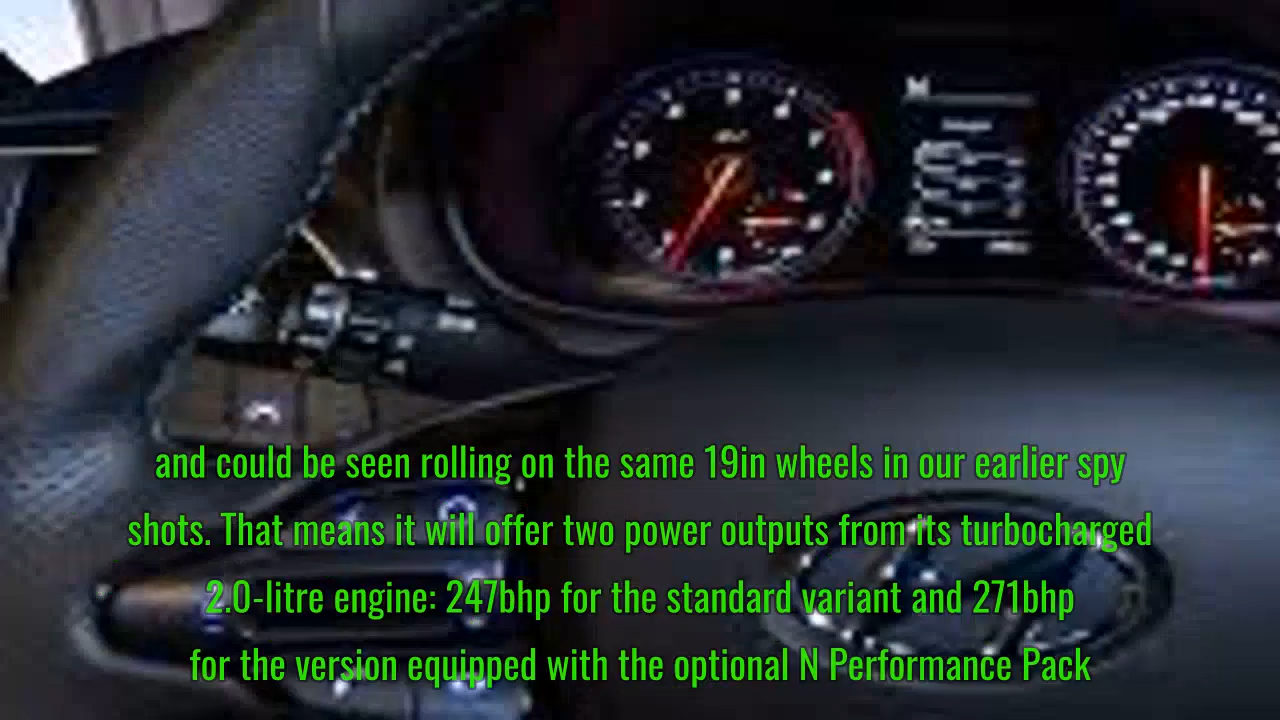 and could be seen rolling on the same 19in wheels in our earlier spy
shots. That means it will offer two power outputs from its turbocharged
2.0-litre engine: 247bhp for the standard variant and 271bhp
for the version equipped with the optional N Performance Pack